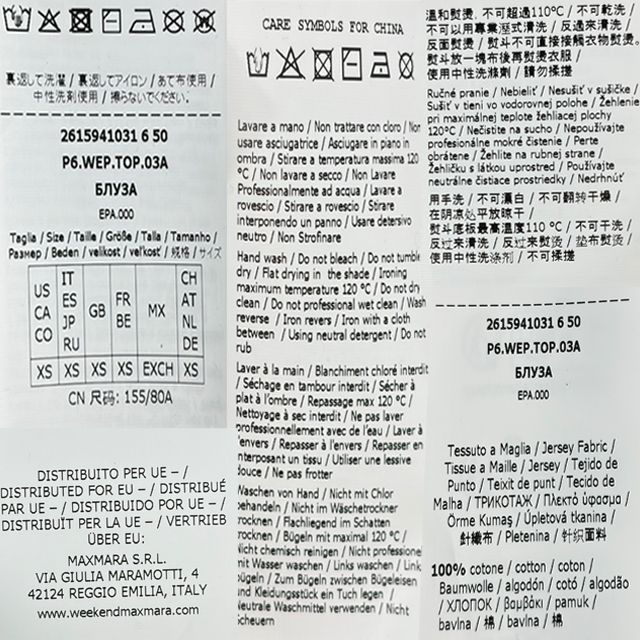 裏返して洗濯 / 裏返してアイロン / あて布使用 /
中性洗剤使用 / 擦らないでください。
2615941031 6 50
P6.WEP.TOP.03A
БЛУЗА
EPA.000
Taglia / Size / Taille / Größe / Talla / Tamanho /
Размер / Beden / velikost / veľkosť / 规格 / サイズ
US CA CO IT ES JP RU GB FR BE MX CH AT NL DE
XS XS XS XS EXCH XS
CN 尺码: 155/80A
DISTRIBUITO PER UE – /
DISTRIBUTED FOR EU – / DISTRIBUÉ
PAR UE – / DISTRIBUIDO POR UE – /
DISTRIBUÏT PER LA UE – / VERTRIEB
ÜBER EU:
MAXMARA S.R.L.
VIA GIULIA MARAMOTTI, 4
42124 REGGIO EMILIA, ITALY
www.weekendmaxmara.com
CARE SYMBOLS FOR CHINA
Lavare a mano / Non trattare con cloro / Non
usare asciugatrice / Asciugare in piano in
ombra / Stirare a temperatura massima 120
°C / Non lavare a secco / Non Lavare
Professionalmente ad acqua / Lavare a
rovescio / Stirare a rovescio / Stirare
interponendo un panno / Usare detersivo
neutro / Non Strofinare
Hand wash / Do not bleach / Do not tumble
dry / Flat drying in the shade / Ironing
maximum temperature 120 °C / Do not dry
clean / Do not professional wet clean / Wash
reverse / Iron revers / Iron with a cloth
between / Using neutral detergent / Do not
rub
Laver à la main / Blanchiment chloré interdit
/ Séchage en tambour interdit / Sécher à
plat à l'ombre / Repassage max 120 °C /
Nettoyage à sec interdit / Ne pas laver
professionnellement avec de l'eau / Laver à
l'envers / Repasser à l'envers / Repasser en
interposant un tissu / Utiliser une lessive
douce / Ne pas frotter
Waschen von Hand / Nicht mit Chlor
behandeln / Nicht im Wäschetrockner
trocknen / Flachliegend im Schatten
trocknen / Bügeln mit maximal 120 °C /
Nicht chemisch reinigen / Nicht professionell
mit Wasser waschen / Links waschen / Links
bügeln / Zum Bügeln zwischen Bügeleisen
und Kleidungsstück ein Tuch legen /
Neutrale Waschmittel verwenden / Nicht
Scheuern
溫和熨燙, 不可超過110°C / 不可乾洗 /
不可以用專業溼式清洗 / 反過來清洗 /
反面熨燙 / 熨斗不可直接接觸衣物熨燙。
熨斗放一塊布後再熨燙衣服 /
使用中性洗滌劑 / 請勿揉搓
Ručné pranie / Nebieliť / Nesušiť v sušičke /
Sušiť v tieni vo vodorovnej polohe / Žehlenie
pri maximálnej teplote žehliacej plochy
120°C / Nečistite na sucho / Nepoužívajte
profesionálne mokré čistenie / Perte
obrátene / Žehlite na rubnej strane /
Žehličku s látkou uprostred / Používajte
neutrálne čistiace prostriedky / Nedrhnúť
用手洗 / 不可漂白 / 不可翻转干燥 /
在阴凉处平放晾干 /
熨斗底板最高温度110 °C / 不可干洗 /
反过来清洗 / 反过来熨烫 / 垫布熨烫 /
使用中性洗涤剂 / 不可揉搓
2615941031 6 50
P6.WEP.TOP.03A
БЛУЗА
EPA.000
Tessuto a Maglia / Jersey Fabric /
Tissue a Maille / Jersey / Tejido de
Punto / Teixit de punt / Tecido de
Malha / ТРИКОТАЖ / Πλεκτό ύφασμα /
Örme Kumaş / Úpletová tkanina /
針織布 / Pletenina / 针织面料
100% cotone / cotton / coton /
Baumwolle / algodón / cotó / algodão
/ ХЛОПОК / βαμβάκι / pamuk /
bavlna / 棉 / bavlna / 棉